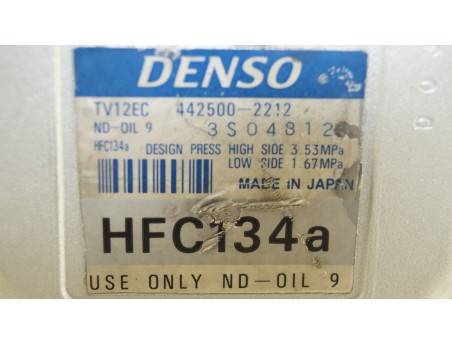 DENSO
TV12EC 442500-2212
ND-OIL 9 3S04812
HFC134a DESIGN PRESS HIGH SIDE 3.53MPa
LOW SIDE 1.67MPa
MADE IN JAPAN
HFC134a
USE ONLY ND-OIL 9